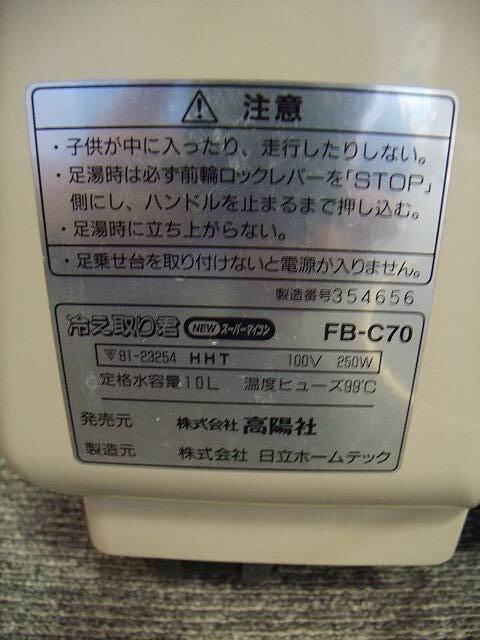 注意
・子供が中に入ったり、走行したりしない。
・足湯時は必ず前輪ロックレバーを「STOP」
側にし、ハンドルを止まるまで押し込む。
・足湯時に立ち上がらない。
・足乗せ台を取り付けないと電源が入りません。
製造番号354656
冷え取り君 NEW スーパーマイコン FB-C70
81-23254 HHT 100V 250W
定格水容量10L 温度ヒューズ99℃
発売元 株式会社 高陽社
製造元 株式会社 日立ホームテック